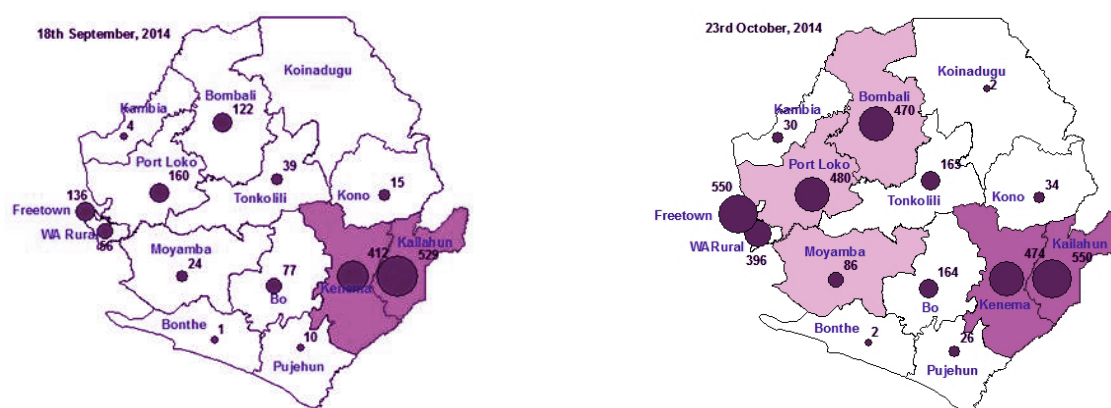 18th September, 2014
Koinadugu
Bombali
122
Kambia
4
Port Loko
160
39
Tonkolili
15
Kono
136
Freetown
WA Rural
Moyamba
24
77
Bo
412
Kenema
Kailahun
529
Bonthe
1
10
Pujehun
23rd October, 2014
Koinadugu
2
Bombali
470
Kambia
30
Port Loko
480
Tonkolili
34
Kono
550
Freetown
WA Rural
396
Moyamba
86
164
Bo
474
Kenema
Kailahun
550
Bonthe
2
26
Pujehun